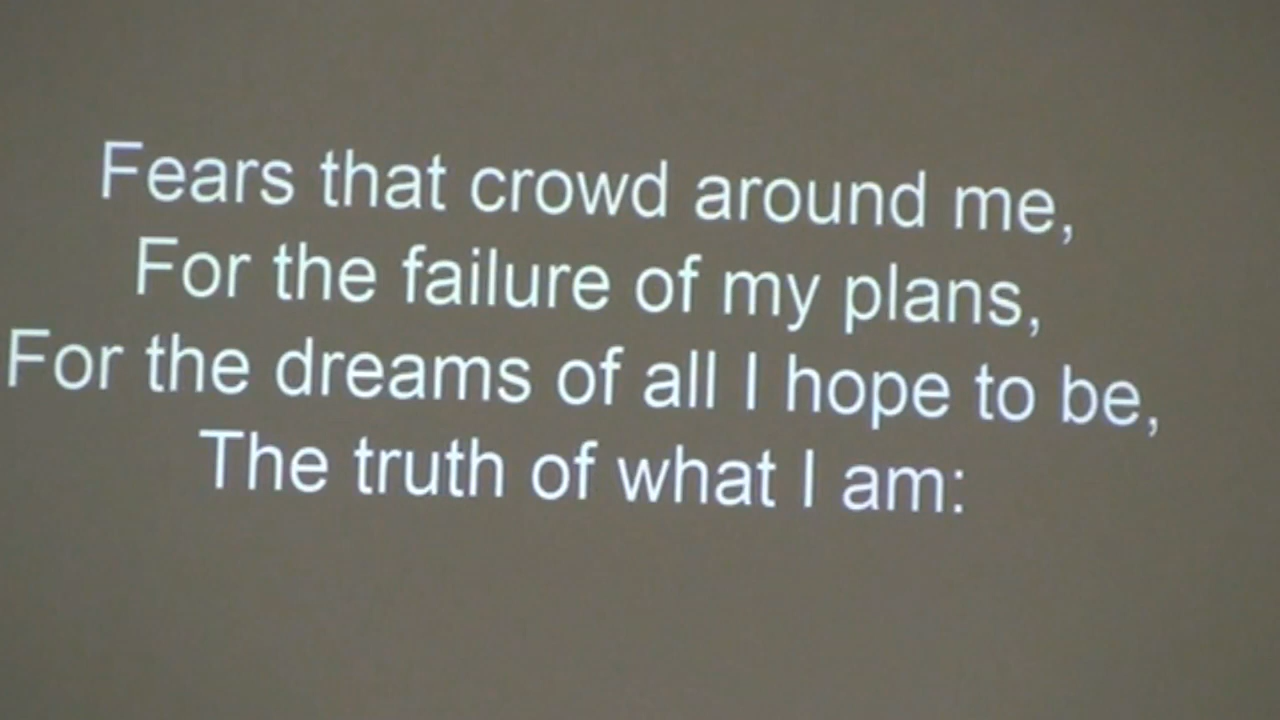 Fears that crowd around me,
For the failure of my plans,
For the dreams of all I hope to be,
The truth of what I am: